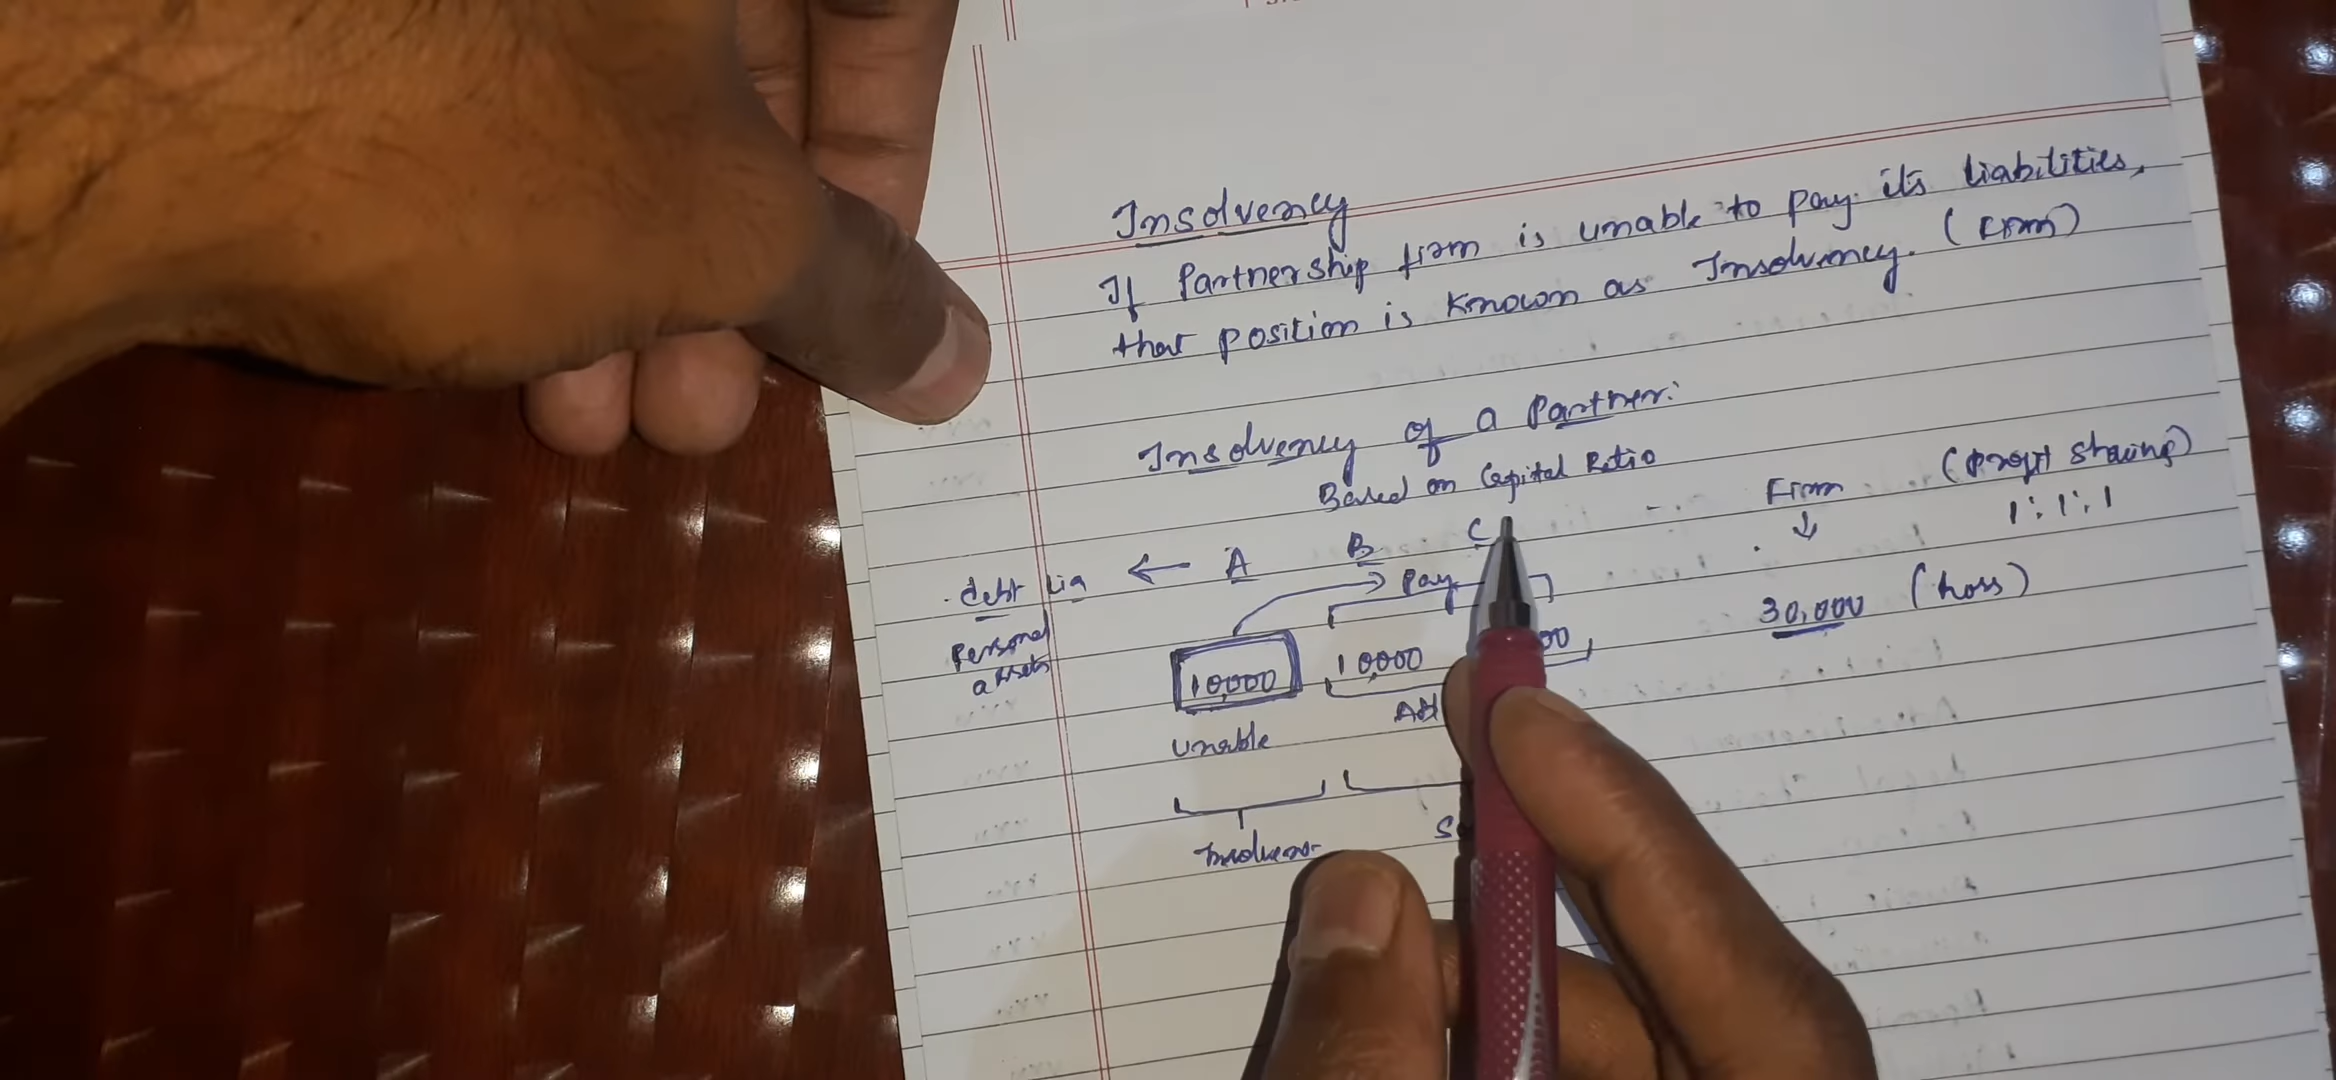 Insolvency
If Partnership firm is unable to pay its liabilities,
that position is known as Insolvency. (Firm)
Insolvency of a Partner:
Based on Capital Ratio
Firm (Profit sharing)
1:1:1
debt lia ← A B C ↓
Pay
Personal assets
10,000 10,000 00 30,000 (Loss)
unable
Insolvent S